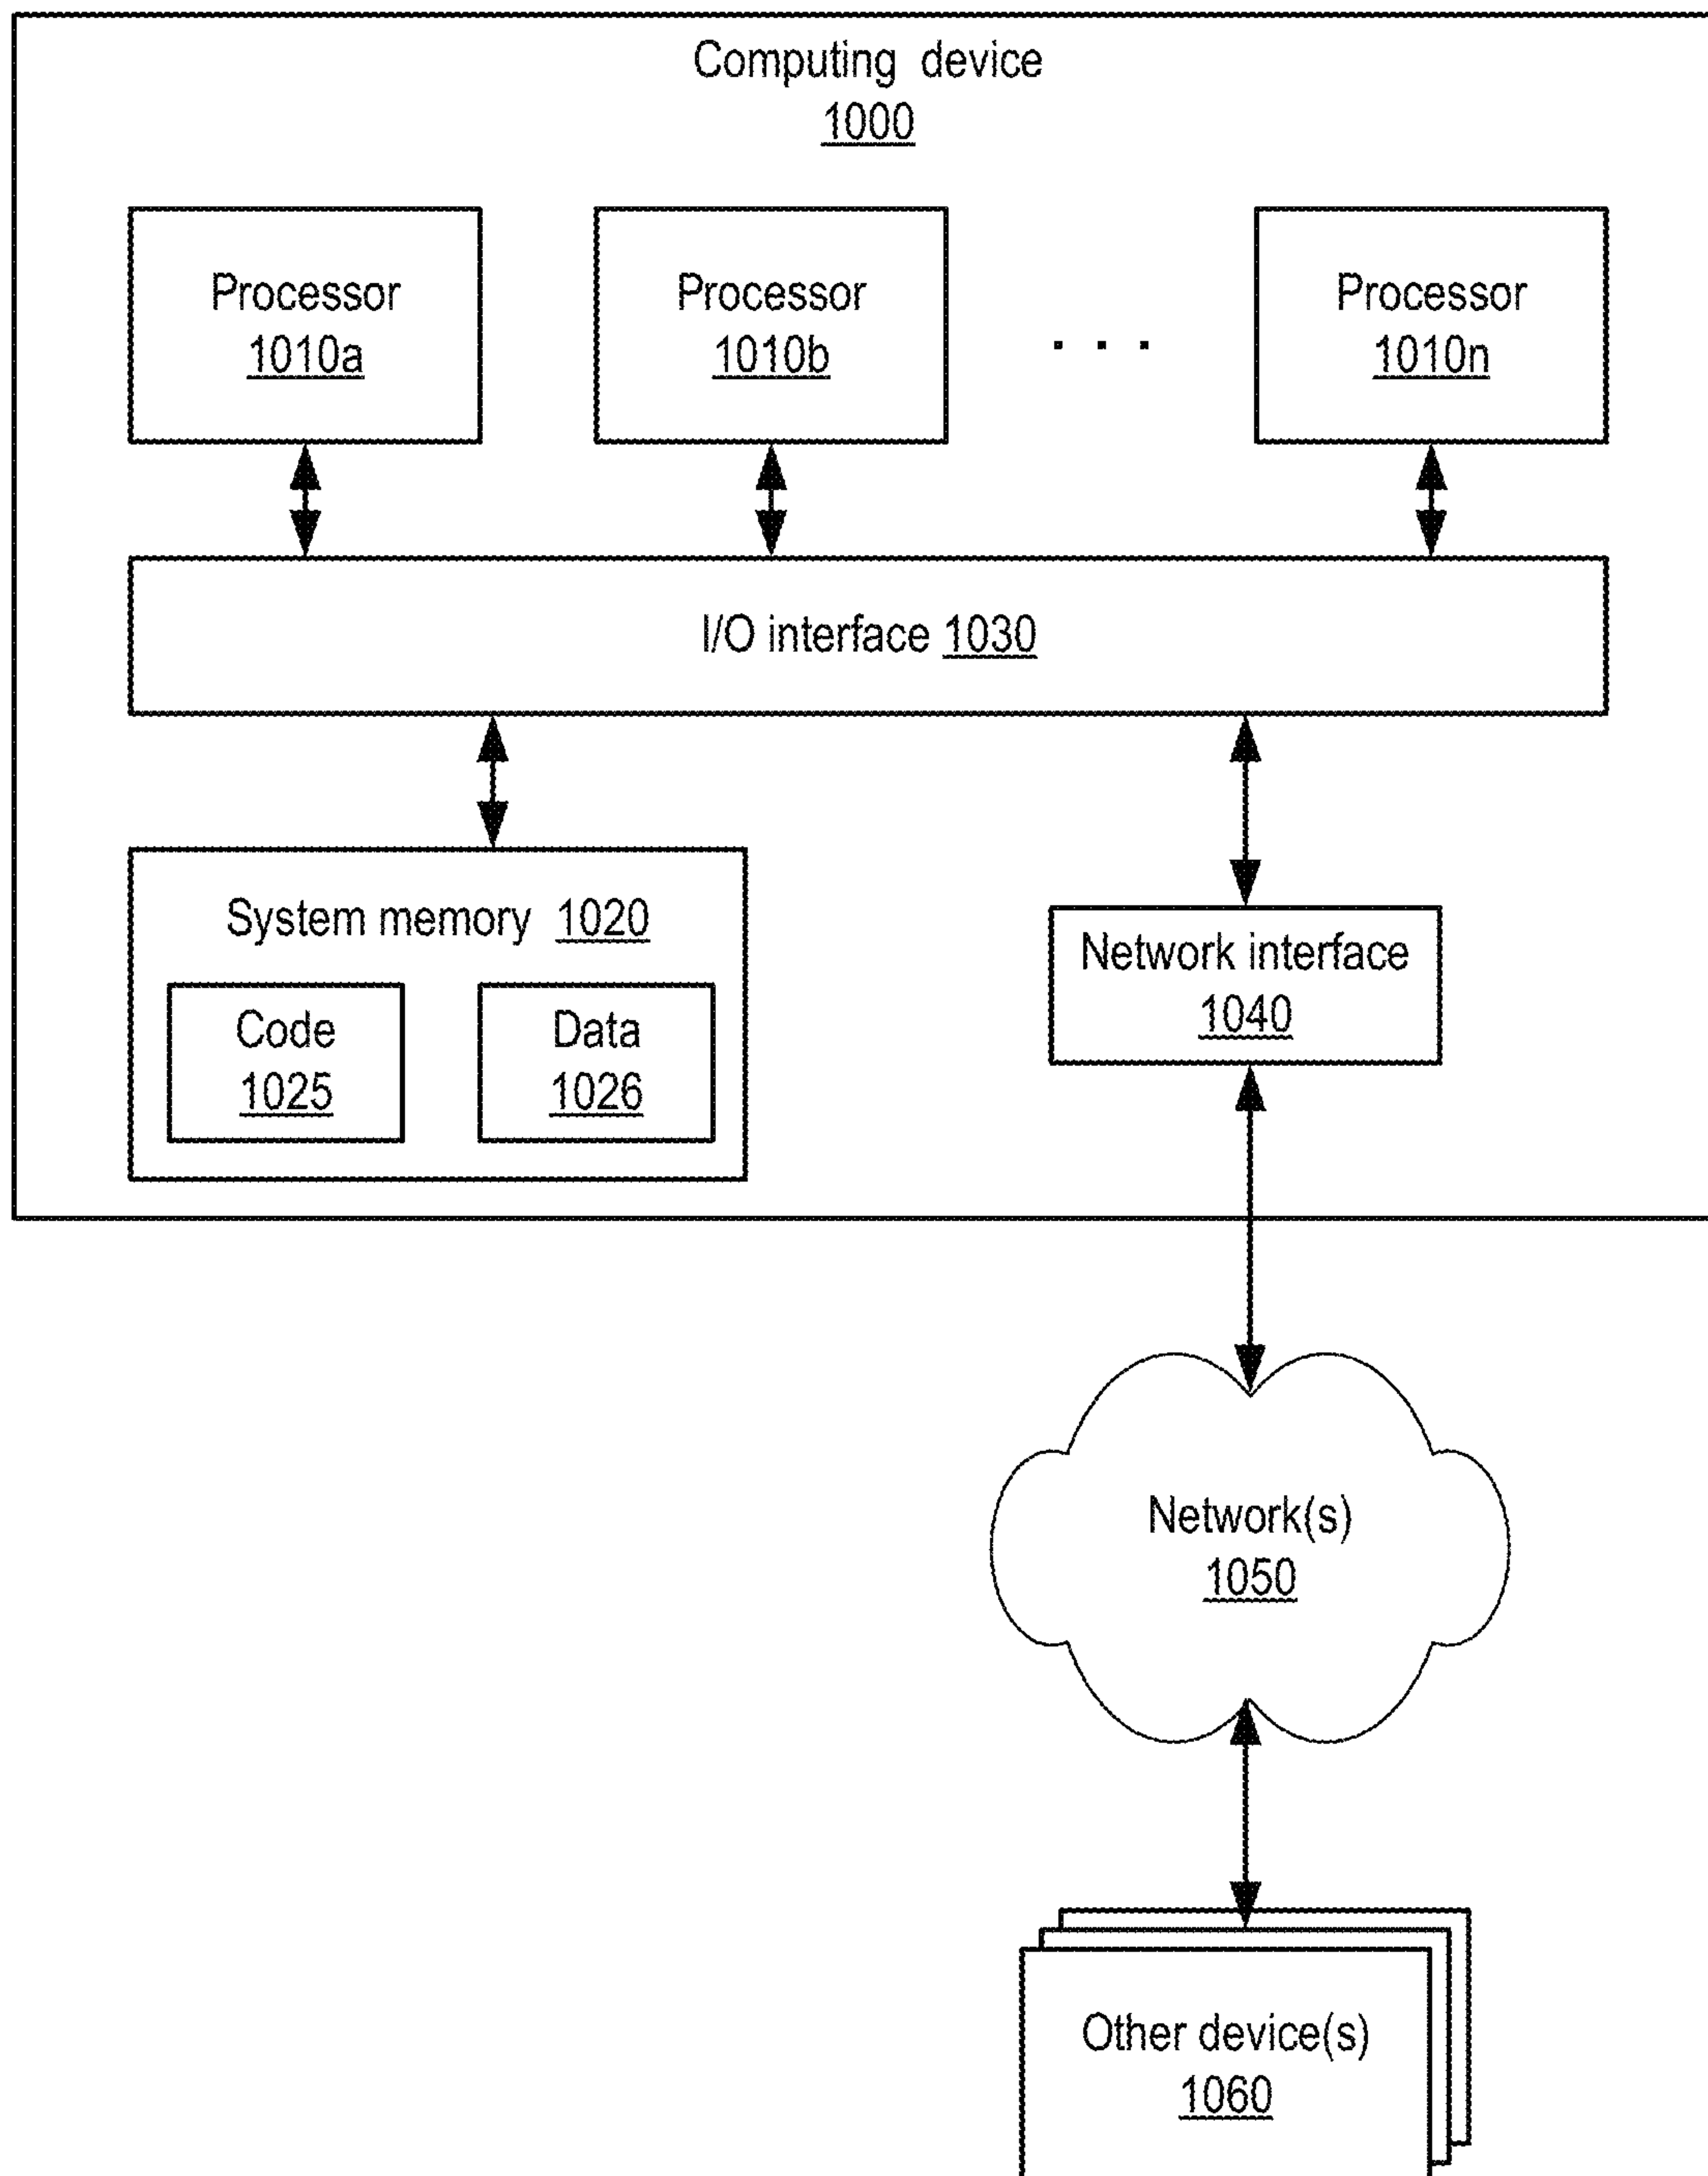 Computing device
1000
Processor
1010a
Processor
1010b
. . .
Processor
1010n
I/O interface 1030
System memory 1020
Code
1025
Data
1026
Network interface
1040
Network(s)
1050
Other device(s)
1060